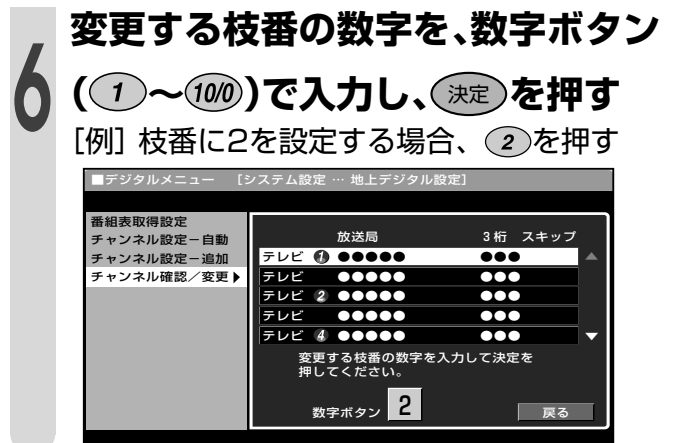 6
変更する枝番の数字を、数字ボタン
(1~10/0)で入力し、決定を押す
[例] 枝番に2を設定する場合、2を押す
■デジタルメニュー [システム設定 … 地上デジタル設定]
番組表取得設定
チャンネル設定－自動
チャンネル設定－追加
チャンネル確認／変更▶
放送局 3桁 スキップ
テレビ 1 ●●●●● ●●●
テレビ ●●●●● ●●●
テレビ 2 ●●●●● ●●●
テレビ ●●●●● ●●●
テレビ 4 ●●●●● ●●●
変更する枝番の数字を入力して決定を
押してください。
数字ボタン 2 戻る